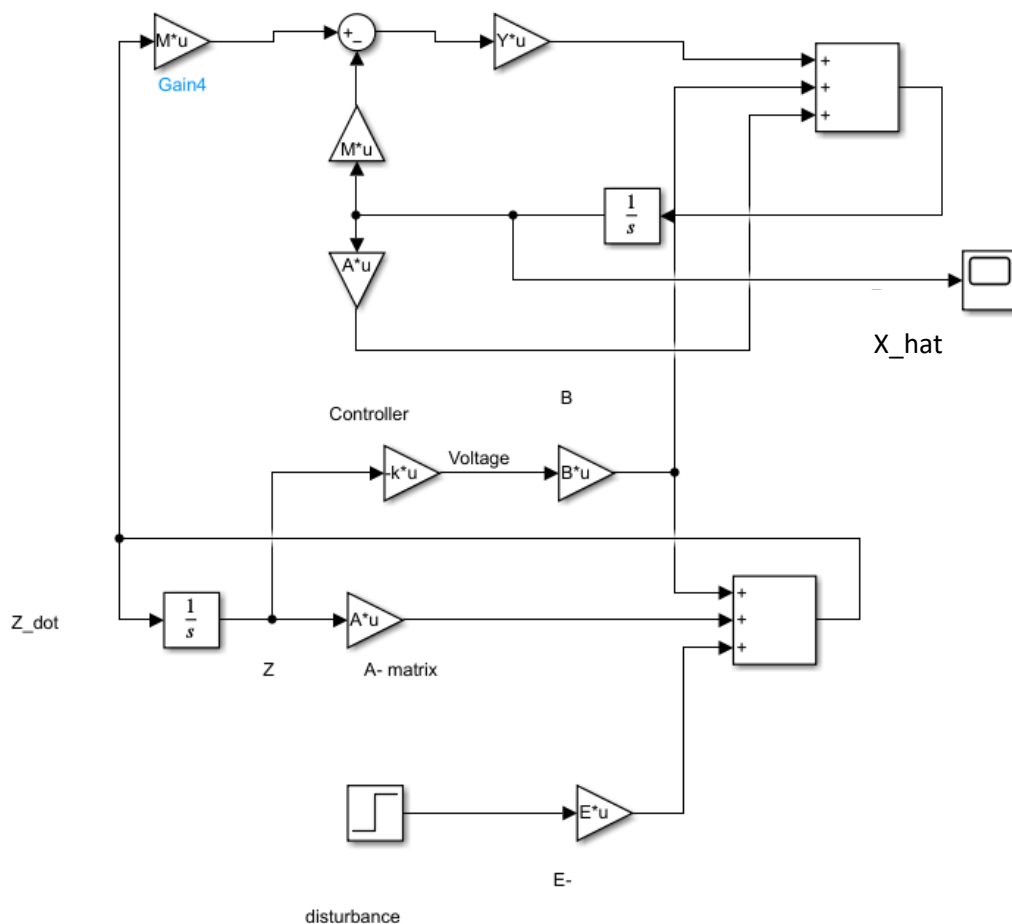 M*u
+
−
Y*u
+
+
+
Gain4
M*u
1
s
A*u
X_hat
B
Controller
-k*u
Voltage
B*u
1
s
A*u
+
+
+
Z_dot
Z
A- matrix
E*u
E-
disturbance